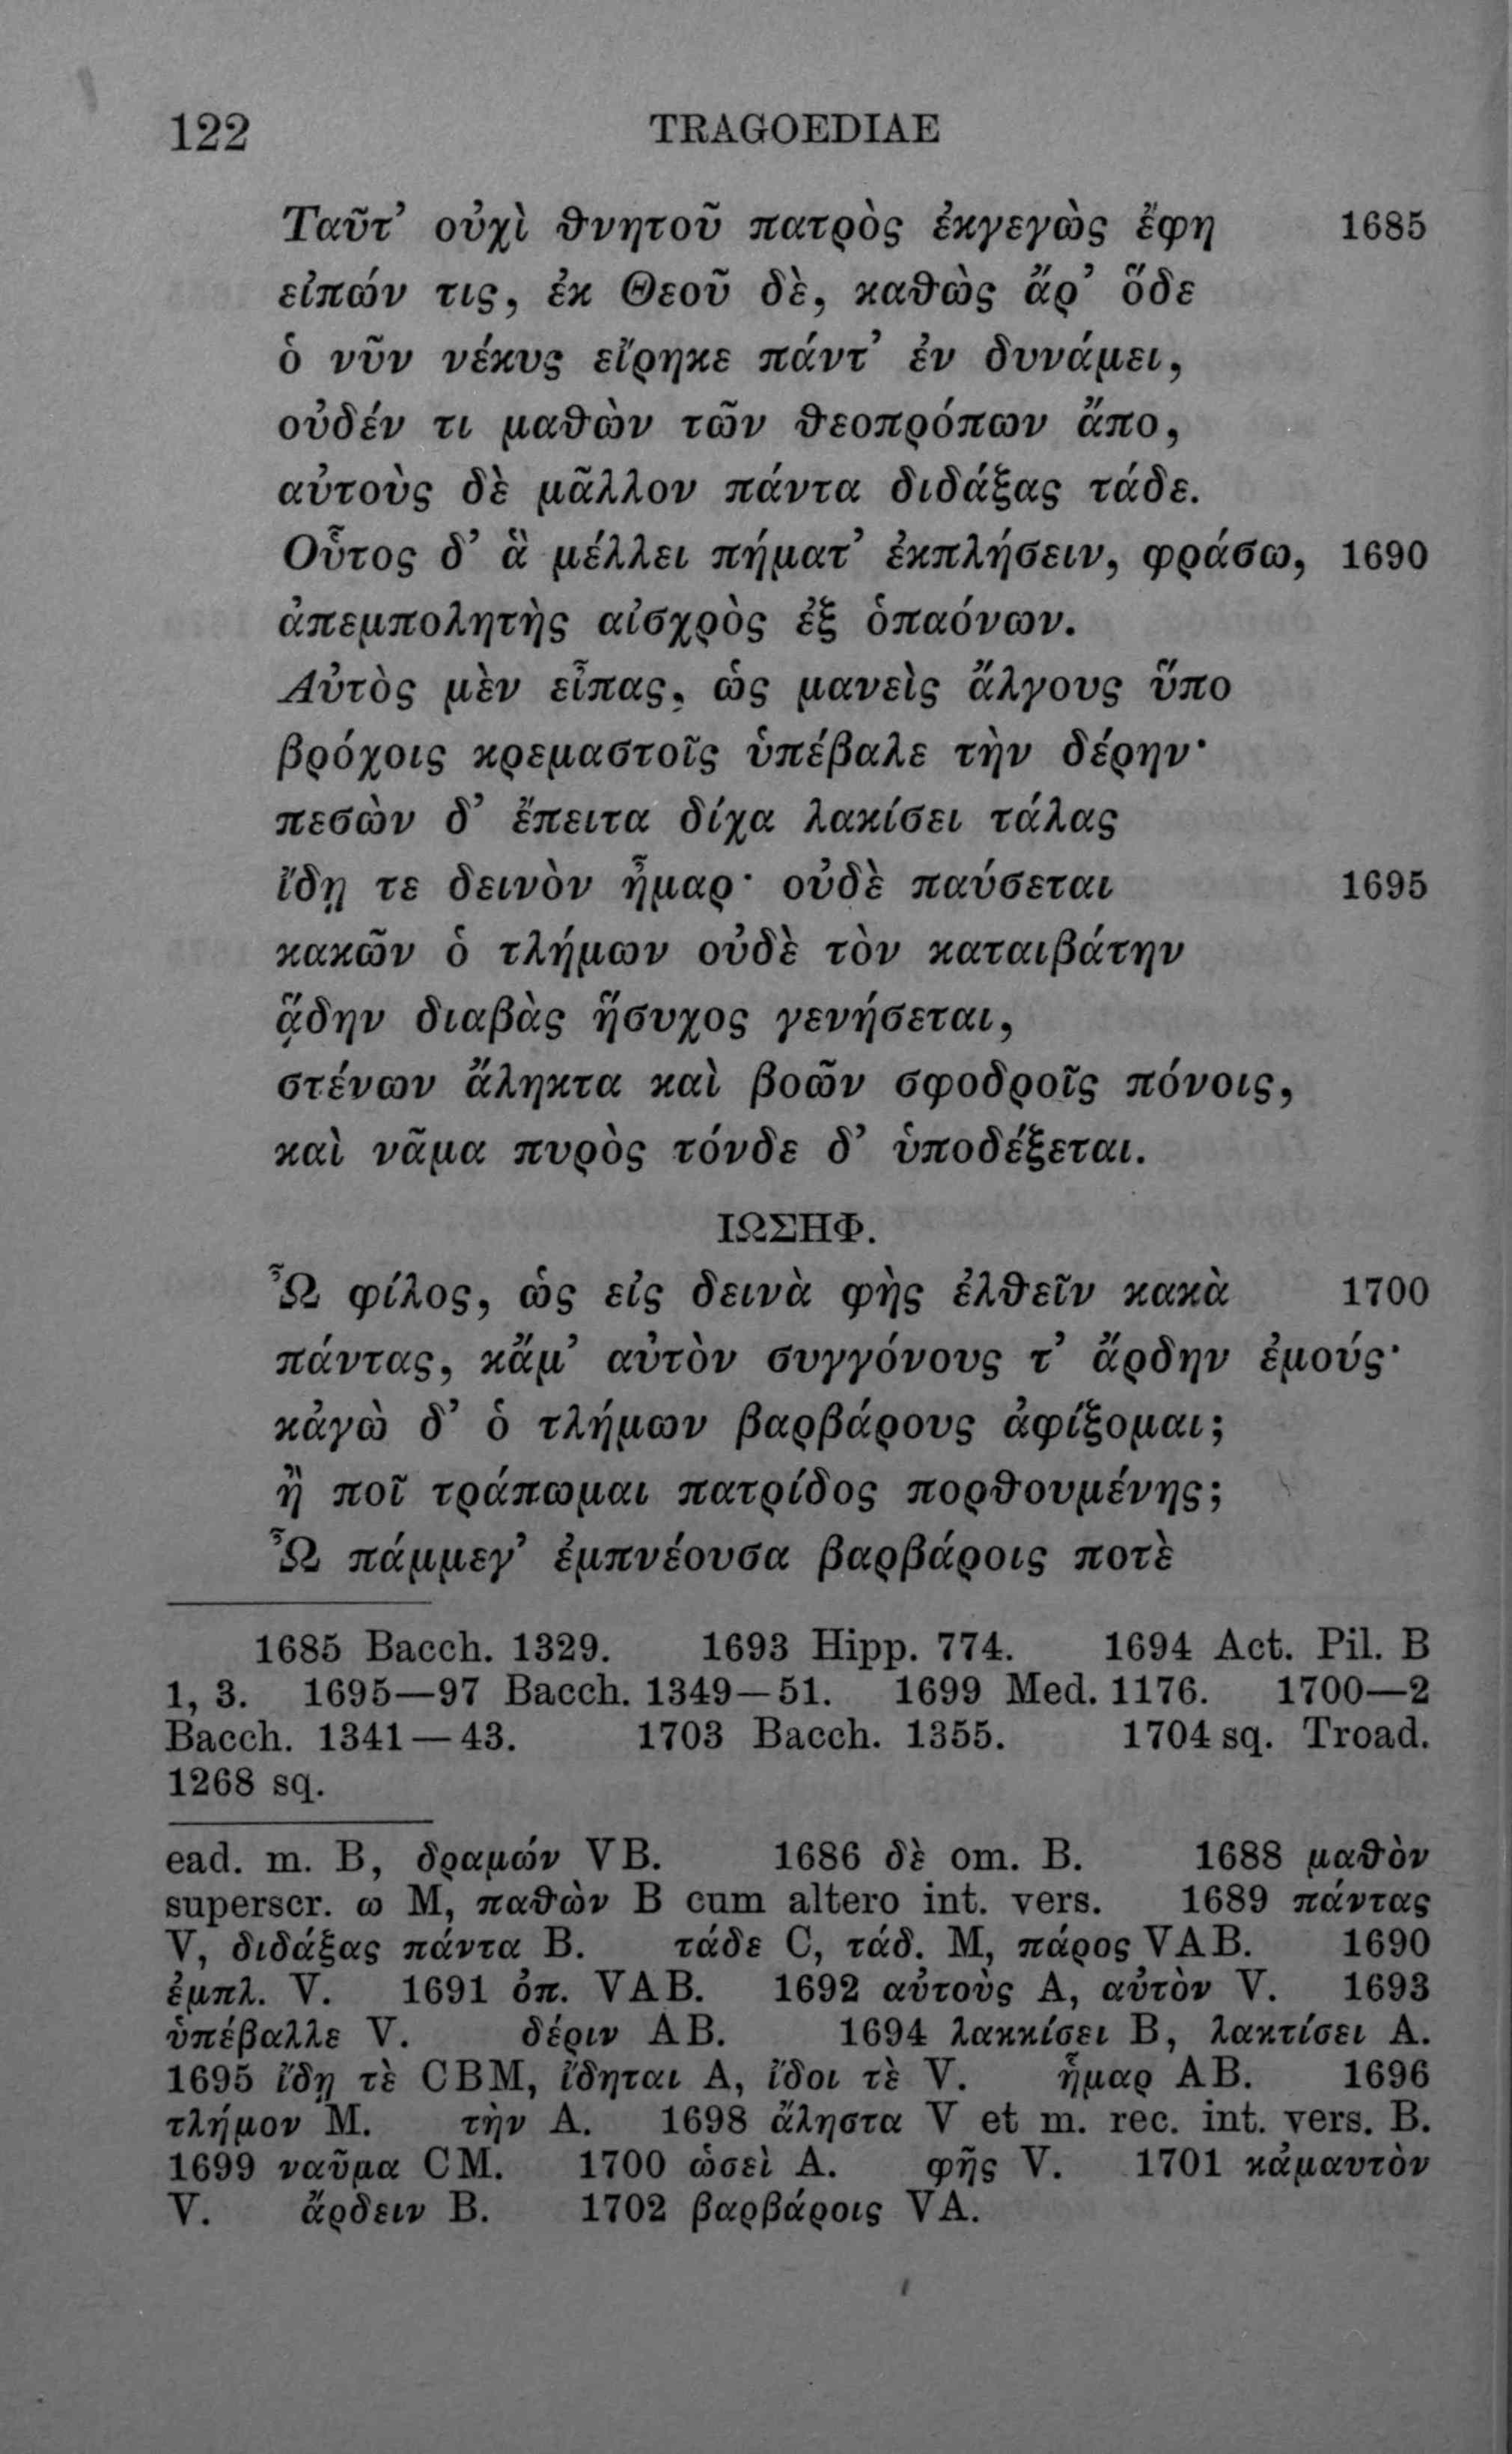 122 TRAGOEDIAE
Ταῦτ’ οὐχὶ θνητοῦ πατρὸς ἐκγεγὼς ἔφη 1685
εἰπών τις, ἐκ Θεοῦ δὲ, καθὼς ἄρ’ ὅδε
ὁ νῦν νέκυς εἴρηκε πάντ’ ἐν δυνάμει,
οὐδέν τι μαθὼν τῶν θεοπρόπων ἄπο,
αὐτοὺς δὲ μᾶλλον πάντα διδάξας τάδε.
Οὗτος δ’ ἃ μέλλει πήματ’ ἐκπλήσειν, φράσω, 1690
ἀπεμπολητὴς αἰσχρὸς ἐξ ὁπαόνων.
Αὐτὸς μὲν εἶπας, ὡς μανεὶς ἄλγους ὕπο
βρόχοις κρεμαστοῖς ὑπέβαλε τὴν δέρην·
πεσὼν δ’ ἔπειτα δίχα λακίσει τάλας
ἴδῃ τε δεινὸν ἦμαρ· οὐδὲ παύσεται 1695
κακῶν ὁ τλήμων οὐδὲ τὸν καταιβάτην
ᾅδην διαβὰς ἥσυχος γενήσεται,
στένων ἄληκτα καὶ βοῶν σφοδροῖς πόνοις,
καὶ νᾶμα πυρὸς τόνδε δ’ ὑποδέξεται.
ΙΩΣΗΦ.
Ὦ φίλος, ὡς εἰς δεινὰ φὴς ἐλθεῖν κακὰ 1700
πάντας, κἄμ’ αὐτὸν συγγόνους τ’ ἄρδην ἐμούς·
κἀγὼ δ’ ὁ τλήμων βαρβάρους ἀφίξομαι;
ἢ ποῖ τράπωμαι πατρίδος πορθουμένης;
Ὦ πάμμεγ’ ἐμπνέουσα βαρβάροις ποτὲ
1685 Bacch. 1329. 1693 Hipp. 774. 1694 Act. Pil. B
1, 3. 1695—97 Bacch. 1349—51. 1699 Med. 1176. 1700—2
Bacch. 1341—43. 1703 Bacch. 1355. 1704 sq. Troad.
1268 sq.
ead. m. B, δραμών VB. 1686 δὲ om. B. 1688 μαθὸν
superscr. ω M, παθὼν B cum altero int. vers. 1689 πάντας
V, διδάξας πάντα B. τάδε C, τάδ. M, πάρος VAB. 1690
ἐμπλ. V. 1691 ὀπ. VAB. 1692 αὐτοὺς A, αὐτὸν V. 1693
ὑπέβαλλε V. δέριν AB. 1694 λακκίσει B, λακτίσει A.
1695 ἴδῃ τὲ CBM, ἴδηται A, ἴδοι τὲ V. ἦμαρ AB. 1696
τλήμον M. τὴν A. 1698 ἄληστα V et m. rec. int. vers. B.
1699 ναῦμα CM. 1700 ὡσεὶ A. φῆς V. 1701 κἀμαυτὸν
V. ἄρδειν B. 1702 βαρβάροις VA.